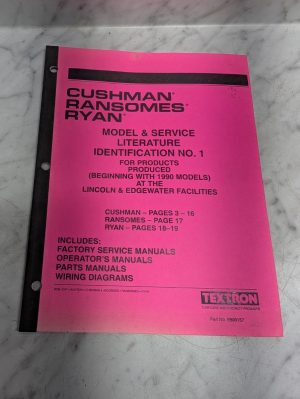 CUSHMAN®
RANSOMES®
RYAN®
MODEL & SERVICE
LITERATURE
IDENTIFICATION NO. 1
FOR PRODUCTS
PRODUCED
(BEGINNING WITH 1990 MODELS)
AT THE
LINCOLN & EDGEWATER FACILITIES
CUSHMAN – PAGES 3 – 16
RANSOMES – PAGE 17
RYAN – PAGES 18–19
INCLUDES:
FACTORY SERVICE MANUALS
OPERATOR'S MANUALS
PARTS MANUALS
WIRING DIAGRAMS
TEXTRON
Part No.